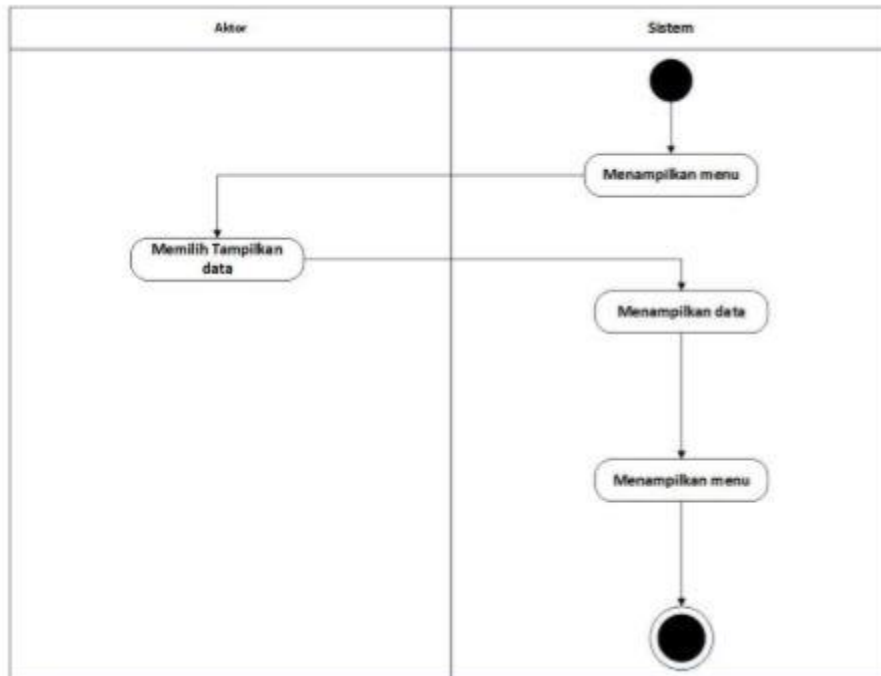 Aktor
Sistem
Menampilkan menu
Memilih Tampilkan
data
Menampilkan data
Menampilkan menu